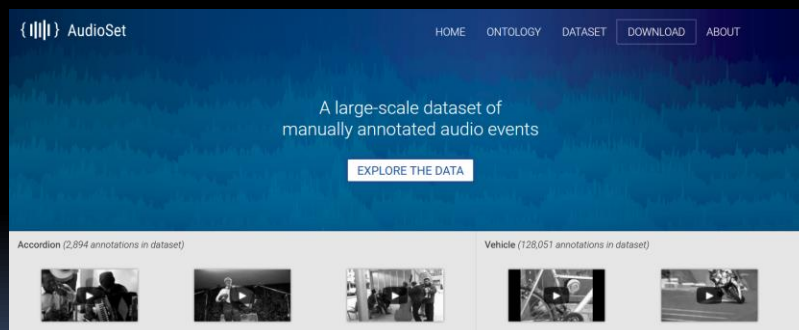 { } AudioSet
HOME ONTOLOGY DATASET DOWNLOAD ABOUT
A large-scale dataset of
manually annotated audio events
EXPLORE THE DATA
Accordion (2,894 annotations in dataset)
Vehicle (128,051 annotations in dataset)